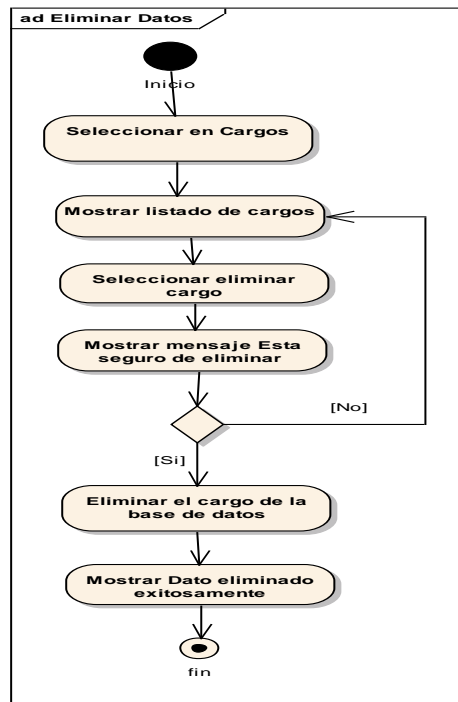 ad Eliminar Datos
Inicio
Seleccionar en Cargos
Mostrar listado de cargos
Seleccionar eliminar
cargo
Mostrar mensaje Esta
seguro de eliminar
[No]
[Si]
Eliminar el cargo de la
base de datos
Mostrar Dato eliminado
exitosamente
fin